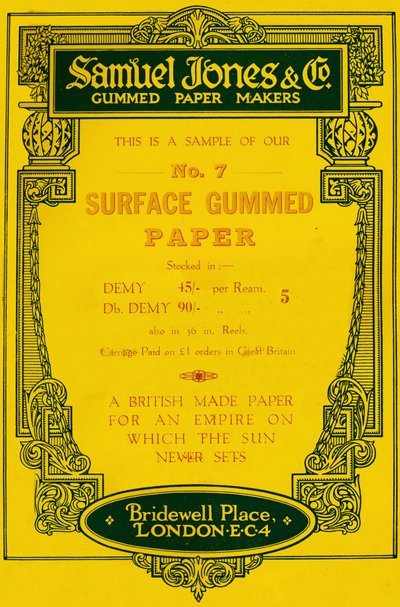 Samuel Jones & Co.
GUMMED PAPER MAKERS
THIS IS A SAMPLE OF OUR
No. 7
SURFACE GUMMED
PAPER
Stocked in :—
DEMY 45/- per Ream. 5
Db. DEMY 90/- „ „
also in 36 in. Reels.
Carriage Paid on £1 orders in Great Britain.
A BRITISH MADE PAPER
FOR AN EMPIRE ON
WHICH THE SUN
NEVER SETS
Bridewell Place,
LONDON·E·C·4